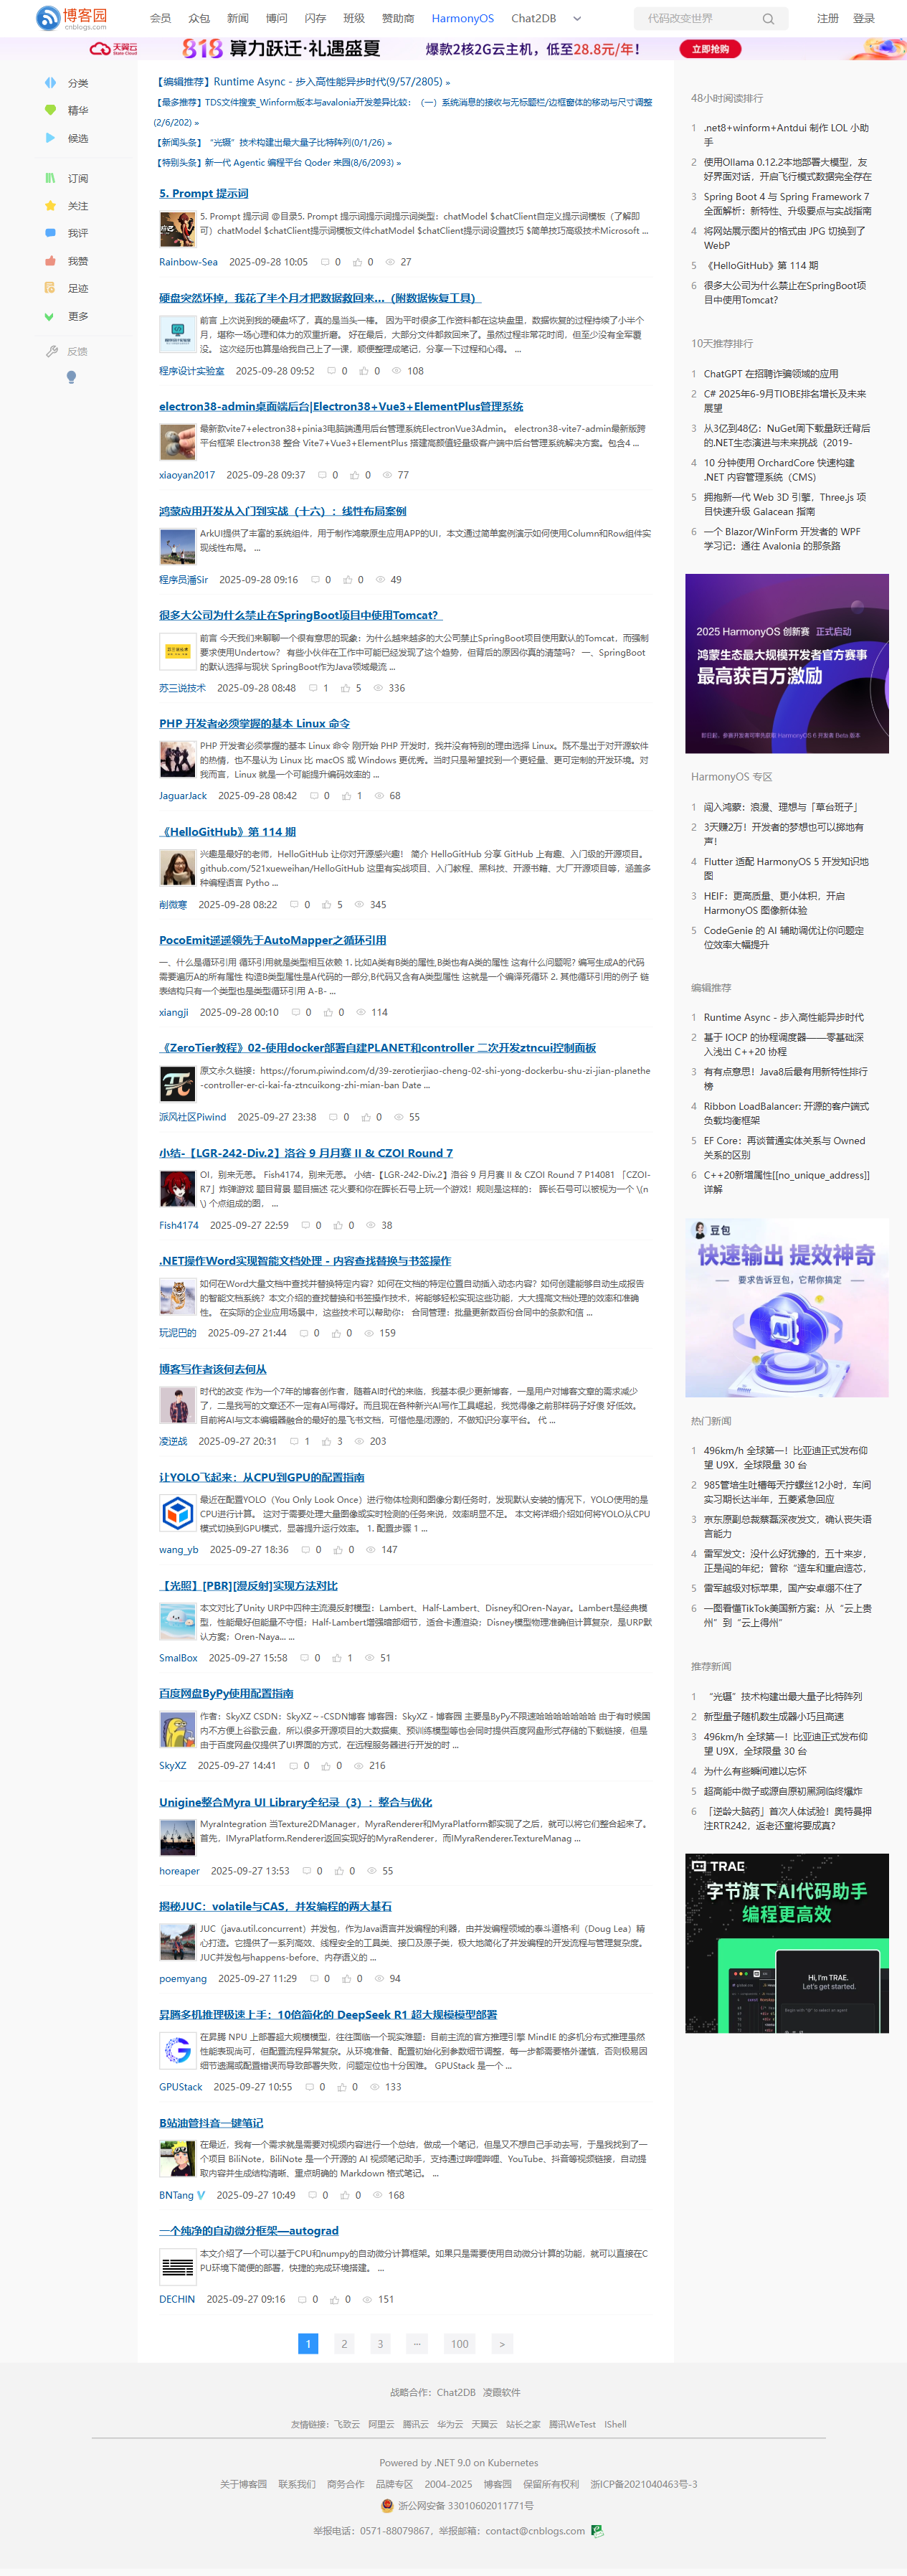 博客园
cnblogs.com
会员 众包 新闻 博问 闪存 班级 赞助商 HarmonyOS Chat2DB
代码改变世界
注册 登录
天翼云
818 算力跃迁·礼遇盛夏
爆款2核2G云主机，低至28.8元/年！
立即抢购
分类
精华
候选
订阅
关注
我评
我赞
足迹
更多
反馈
【编辑推荐】Runtime Async - 步入高性能异步时代(9/57/2805) »
【最多推荐】TDS文件搜素_Winform版本与avalonia开发差异比较：（一）系统消息的接收与无标题栏/边框窗体的移动与尺寸调整
(2/6/202) »
【新闻头条】“光镊”技术构建出最大量子比特阵列(0/1/26) »
【特别头条】新一代 Agentic 编程平台 Qoder 来园(8/6/2093) »
5. Prompt 提示词
5. Prompt 提示词 @目录5. Prompt 提示词提示词提示词类型：chatModel $chatClient自定义提示词模板（了解即
可）chatModel $chatClient提示词模板文件chatModel $chatClient提示词设置技巧 $简单技巧高级技术Microsoft ...
Rainbow-Sea 2025-09-28 10:05 0 0 27
硬盘突然坏掉，我花了半个月才把数据救回来...（附数据恢复工具）
前言 上次说到我的硬盘坏了，真的是当头一棒。 因为平时很多工作资料都在这块盘里，数据恢复的过程持续了小半个
月，堪称一场心理和体力的双重折磨。 好在最后，大部分文件都救回来了。虽然过程非常花时间，但至少没有全军覆
没。 这次经历也算是给我自己上了一课，顺便整理成笔记，分享一下过程和心得。 ...
程序设计实验室 2025-09-28 09:52 0 0 108
electron38-admin桌面端后台|Electron38+Vue3+ElementPlus管理系统
最新款vite7+electron38+pinia3电脑端通用后台管理系统ElectronVue3Admin。 electron38-vite7-admin最新版跨
平台框架 Electron38 整合 Vite7+Vue3+ElementPlus 搭建高颜值轻量级客户端中后台管理系统解决方案。包含4 ...
xiaoyan2017 2025-09-28 09:37 0 0 77
鸿蒙应用开发从入门到实战（十六）：线性布局案例
ArkUI提供了丰富的系统组件，用于制作鸿蒙原生应用APP的UI，本文通过简单案例演示如何使用Column和Row组件实
现线性布局。 ...
程序员潘Sir 2025-09-28 09:16 0 0 49
很多大公司为什么禁止在SpringBoot项目中使用Tomcat？
前言 今天我们来聊聊一个很有意思的现象：为什么越来越多的大公司禁止SpringBoot项目使用默认的Tomcat，而强制
要求使用Undertow？ 有些小伙伴在工作中可能已经发现了这个趋势，但背后的原因你真的清楚吗？ 一、SpringBoot
的默认选择与现状 SpringBoot作为Java领域最流 ...
苏三说技术 2025-09-28 08:48 1 5 336
PHP 开发者必须掌握的基本 Linux 命令
PHP 开发者必须掌握的基本 Linux 命令 刚开始 PHP 开发时，我并没有特别的理由选择 Linux。既不是出于对开源软件
的热情，也不是认为 Linux 比 macOS 或 Windows 更优秀。当时只是希望找到一个更轻量、更可定制的开发环境。对
我而言，Linux 就是一个可能提升编码效率的 ...
JaguarJack 2025-09-28 08:42 0 1 68
《HelloGitHub》第 114 期
兴趣是最好的老师，HelloGitHub 让你对开源感兴趣！ 简介 HelloGitHub 分享 GitHub 上有趣、入门级的开源项目。
github.com/521xueweihan/HelloGitHub 这里有实战项目、入门教程、黑科技、开源书籍、大厂开源项目等，涵盖多
种编程语言 Pytho ...
削微寒 2025-09-28 08:22 0 5 345
PocoEmit遥遥领先于AutoMapper之循环引用
一、什么是循环引用 循环引用就是类型相互依赖 1. 比如A类有B类的属性,B类也有A类的属性 这有什么问题呢? 编写生成A的代码
需要遍历A的所有属性 构造B类型属性是A代码的一部分,B代码又含有A类型属性 这就是一个编译死循环 2. 其他循环引用的例子 链
表结构只有一个类型也是类型循环引用 A-B- ...
xiangji 2025-09-28 00:10 0 0 114
《ZeroTier教程》02-使用docker部署自建PLANET和controller 二次开发ztncui控制面板
原文永久链接：https://forum.piwind.com/d/39-zerotierjiao-cheng-02-shi-yong-dockerbu-shu-zi-jian-planethe
-controller-er-ci-kai-fa-ztncuikong-zhi-mian-ban Date ...
派风社区Piwind 2025-09-27 23:38 0 0 55
小结-【LGR-242-Div.2】洛谷 9 月月赛 II & CZOI Round 7
OI，别来无恙。 Fish4174，别来无恙。 小结-【LGR-242-Div.2】洛谷 9 月月赛 II & CZOI Round 7 P14081 「CZOI-
R7」炸弹游戏 题目背景 题目描述 花火要和你在晖长石号上玩一个游戏！规则是这样的： 晖长石号可以被视为一个 \(n
\) 个点组成的图， ...
Fish4174 2025-09-27 22:59 0 0 38
.NET操作Word实现智能文档处理 - 内容查找替换与书签操作
如何在Word大量文档中查找并替换特定内容？如何在文档的特定位置自动插入动态内容？如何创建能够自动生成报告
的智能文档系统？本文介绍的查找替换和书签操作技术，将能够轻松实现这些功能，大大提高文档处理的效率和准确
性。 在实际的企业应用场景中，这些技术可以帮助你： 合同管理：批量更新数百份合同中的条款和信 ...
玩泥巴的 2025-09-27 21:44 0 0 159
博客写作者该何去何从
时代的改变 作为一个7年的博客创作者，随着AI时代的来临，我基本很少更新博客，一是用户对博客文章的需求减少
了，二是我写的文章还不一定有AI写得好。而且现在各种新兴AI写作工具崛起，我觉得像之前那样码子好傻 好低效。
目前将AI与文本编辑器融合的最好的是飞书文档，可惜他是闭源的，不做知识分享平台。 代 ...
凌逆战 2025-09-27 20:31 1 3 203
让YOLO飞起来：从CPU到GPU的配置指南
最近在配置YOLO（You Only Look Once）进行物体检测和图像分割任务时，发现默认安装的情况下，YOLO使用的是
CPU进行计算。 这对于需要处理大量图像或实时检测的任务来说，效率明显不足。 本文将详细介绍如何将YOLO从CPU
模式切换到GPU模式，显著提升运行效率。 1. 配置步骤 1 ...
wang_yb 2025-09-27 18:36 0 0 147
【光照】[PBR][漫反射]实现方法对比
本文对比了Unity URP中四种主流漫反射模型：Lambert、Half-Lambert、Disney和Oren-Nayar。Lambert是经典模
型，性能最好但能量不守恒；Half-Lambert增强暗部细节，适合卡通渲染；Disney模型物理准确但计算复杂，是URP默
认方案；Oren-Naya... ...
SmalBox 2025-09-27 15:58 0 1 51
百度网盘ByPy使用配置指南
作者：SkyXZ CSDN：SkyXZ～-CSDN博客 博客园：SkyXZ - 博客园 主要是ByPy不限速哈哈哈哈哈哈哈 由于有时候国
内不方便上谷歌云盘，所以很多开源项目的大数据集、预训练模型等也会同时提供百度网盘形式存储的下载链接，但是
由于百度网盘仅提供了UI界面的方式，在远程服务器进行开发的时 ...
SkyXZ 2025-09-27 14:41 0 0 216
Unigine整合Myra UI Library全纪录（3）：整合与优化
MyraIntegration 当Texture2DManager，MyraRenderer和MyraPlatform都实现了之后，就可以将它们整合起来了。
首先，IMyraPlatform.Renderer返回实现好的MyraRenderer，而IMyraRenderer.TextureManag ...
horeaper 2025-09-27 13:53 0 0 55
揭秘JUC：volatile与CAS，并发编程的两大基石
JUC（java.util.concurrent）并发包，作为Java语言并发编程的利器，由并发编程领域的泰斗道格·利（Doug Lea）精
心打造。它提供了一系列高效、线程安全的工具类、接口及原子类，极大地简化了并发编程的开发流程与管理复杂度。
JUC并发包与happens-before、内存语义的 ...
poemyang 2025-09-27 11:29 0 0 94
昇腾多机推理极速上手：10倍简化的 DeepSeek R1 超大规模模型部署
在昇腾 NPU 上部署超大规模模型，往往面临一个现实难题：目前主流的官方推理引擎 MindIE 的多机分布式推理虽然
性能表现尚可，但配置流程异常复杂。从环境准备、配置初始化到参数细节调整，每一步都需要格外谨慎，否则极易因
细节遗漏或配置错误而导致部署失败，问题定位也十分困难。 GPUStack 是一个 ...
GPUStack 2025-09-27 10:55 0 0 133
B站油管抖音一键笔记
在最近，我有一个需求就是需要对视频内容进行一个总结，做成一个笔记，但是又不想自己手动去写，于是我找到了一
个项目 BiliNote，BiliNote 是一个开源的 AI 视频笔记助手，支持通过哔哩哔哩、YouTube、抖音等视频链接，自动提
取内容并生成结构清晰、重点明确的 Markdown 格式笔记。 ...
BNTang 2025-09-27 10:49 0 0 168
一个纯净的自动微分框架—autograd
本文介绍了一个可以基于CPU和numpy的自动微分计算框架。如果只是需要使用自动微分计算的功能，就可以直接在C
PU环境下简便的部署，快捷的完成环境搭建。 ...
DECHIN 2025-09-27 09:16 0 0 151
1 2 3 ··· 100 >
48小时阅读排行
1 .net8+winform+Antdui 制作 LOL 小助
手
2 使用Ollama 0.12.2本地部署大模型，友
好界面对话，开启飞行模式数据完全存在
3 Spring Boot 4 与 Spring Framework 7
全面解析：新特性、升级要点与实战指南
4 将网站展示图片的格式由 JPG 切换到了
WebP
5 《HelloGitHub》第 114 期
6 很多大公司为什么禁止在SpringBoot项
目中使用Tomcat？
10天推荐排行
1 ChatGPT 在招聘诈骗领域的应用
2 C# 2025年6-9月TIOBE排名增长及未来
展望
3 从3亿到48亿：NuGet周下载量跃迁背后
的.NET生态演进与未来挑战（2019-
4 10 分钟使用 OrchardCore 快速构建
.NET 内容管理系统（CMS）
5 拥抱新一代 Web 3D 引擎，Three.js 项
目快速升级 Galacean 指南
6 一个 Blazor/WinForm 开发者的 WPF
学习记：通往 Avalonia 的那条路
2025 HarmonyOS 创新赛 正式启动
鸿蒙生态最大规模开发者官方赛事
最高获百万激励
HarmonyOS 专区
1 闯入鸿蒙：浪漫、理想与「草台班子」
2 3天赚2万！开发者的梦想也可以掷地有
声！
4 Flutter 适配 HarmonyOS 5 开发知识地
图
3 HEIF：更高质量、更小体积，开启
HarmonyOS 图像新体验
5 CodeGenie 的 AI 辅助调优让你问题定
位效率大幅提升
编辑推荐
1 Runtime Async - 步入高性能异步时代
2 基于 IOCP 的协程调度器——零基础深
入浅出 C++20 协程
3 有有点意思！Java8后最有用新特性排行
榜
4 Ribbon LoadBalancer: 开源的客户端式
负载均衡框架
5 EF Core：再谈普通实体关系与 Owned
关系的区别
6 C++20新增属性[[no_unique_address]]
详解
豆包
快速输出 提效神奇
要求告诉豆包，它帮你搞定
AI
热门新闻
1 496km/h 全球第一！比亚迪正式发布仰
望 U9X，全球限量 30 台
2 985管培生吐槽每天拧螺丝12小时，车间
实习期长达半年，五菱紧急回应
3 京东原副总裁蔡磊深夜发文，确认丧失语
言能力
4 雷军发文：没什么好犹豫的，五十来岁，
正是闯的年纪；曾称“造车和重启造芯，
5 雷军越级对标苹果，国产安卓绷不住了
6 一图看懂TikTok美国新方案：从“云上贵
州”到“云上得州”
推荐新闻
1 “光镊”技术构建出最大量子比特阵列
2 新型量子随机数生成器小巧且高速
3 496km/h 全球第一！比亚迪正式发布仰
望 U9X，全球限量 30 台
4 为什么有些瞬间难以忘怀
5 超高能中微子或源自原初黑洞临终爆炸
6 「逆龄大脑药」首次人体试验！奥特曼押
注RTR242，返老还童将要成真？
TRAE
字节旗下AI代码助手
编程更高效
Hi, I'm TRAE.
Let's get started.
战略合作：Chat2DB 凌霞软件
友情链接：飞致云 阿里云 腾讯云 华为云 天翼云 站长之家 腾讯WeTest IShell
Powered by .NET 9.0 on Kubernetes
关于博客园 联系我们 商务合作 品牌专区 2004-2025 博客园 保留所有权利 浙ICP备2021040463号-3
浙公网安备 33010602011771号
举报电话：0571-88079867，举报邮箱：contact@cnblogs.com